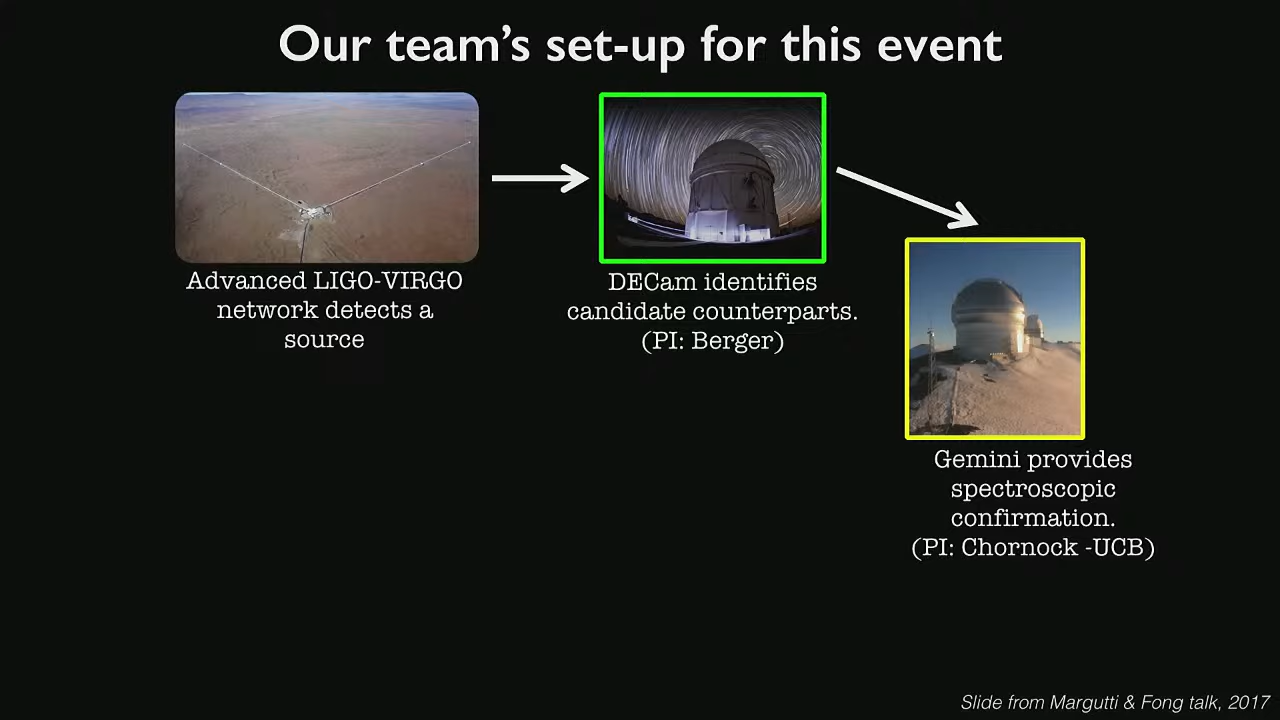 Our team's set-up for this event
Advanced LIGO-VIRGO
network detects a
source
DECam identifies
candidate counterparts.
(PI: Berger)
Gemini provides
spectroscopic
confirmation.
(PI: Chornock -UCB)
Slide from Margutti & Fong talk, 2017